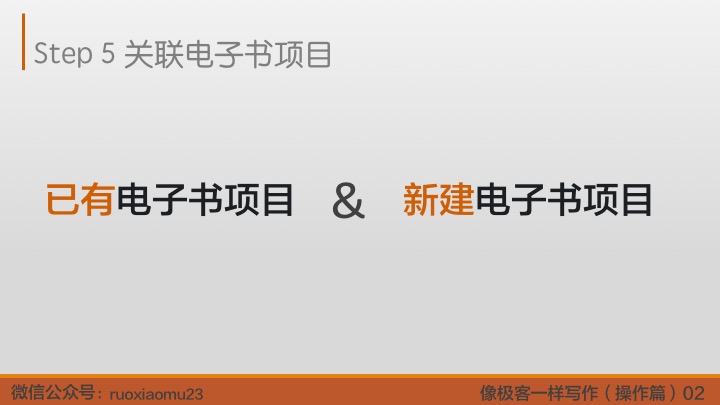 Step 5 关联电子书项目
已有电子书项目 & 新建电子书项目
微信公众号：ruoxiaomu23
像极客一样写作（操作篇）02